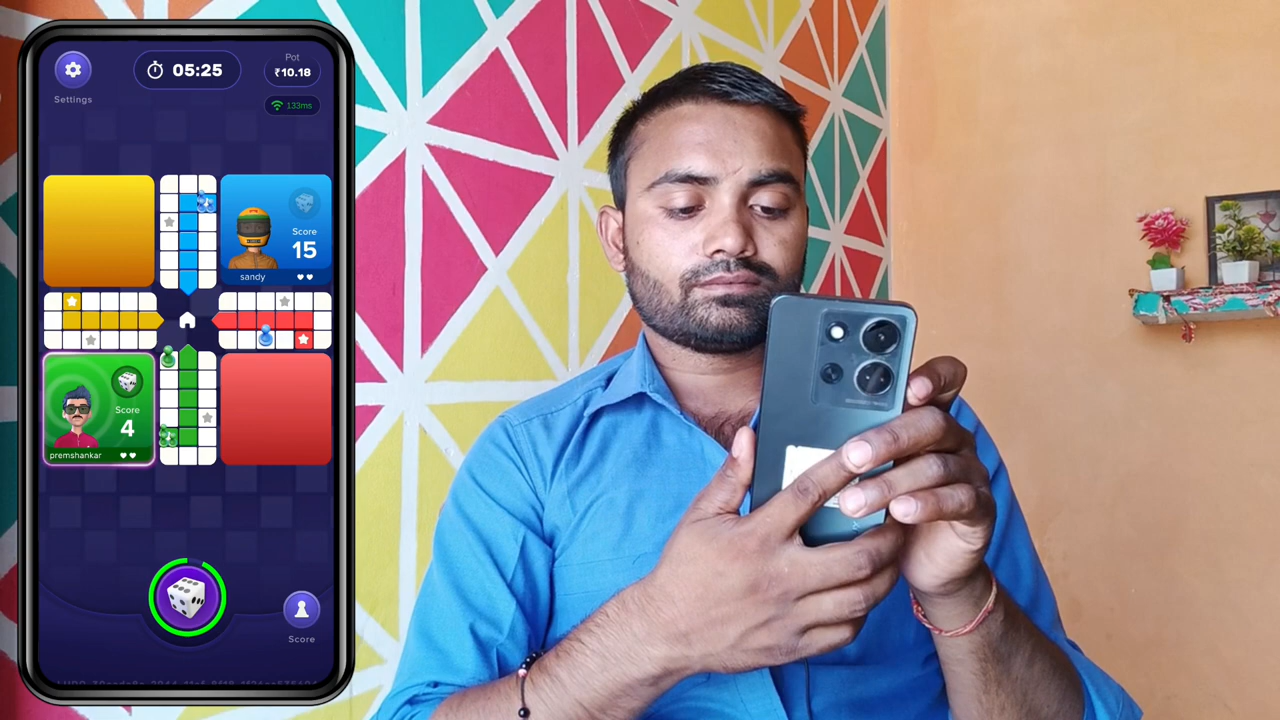 05:25
Pot
₹10.18
Settings
133ms
Score
15
sandy
Score
4
premshankar
Score